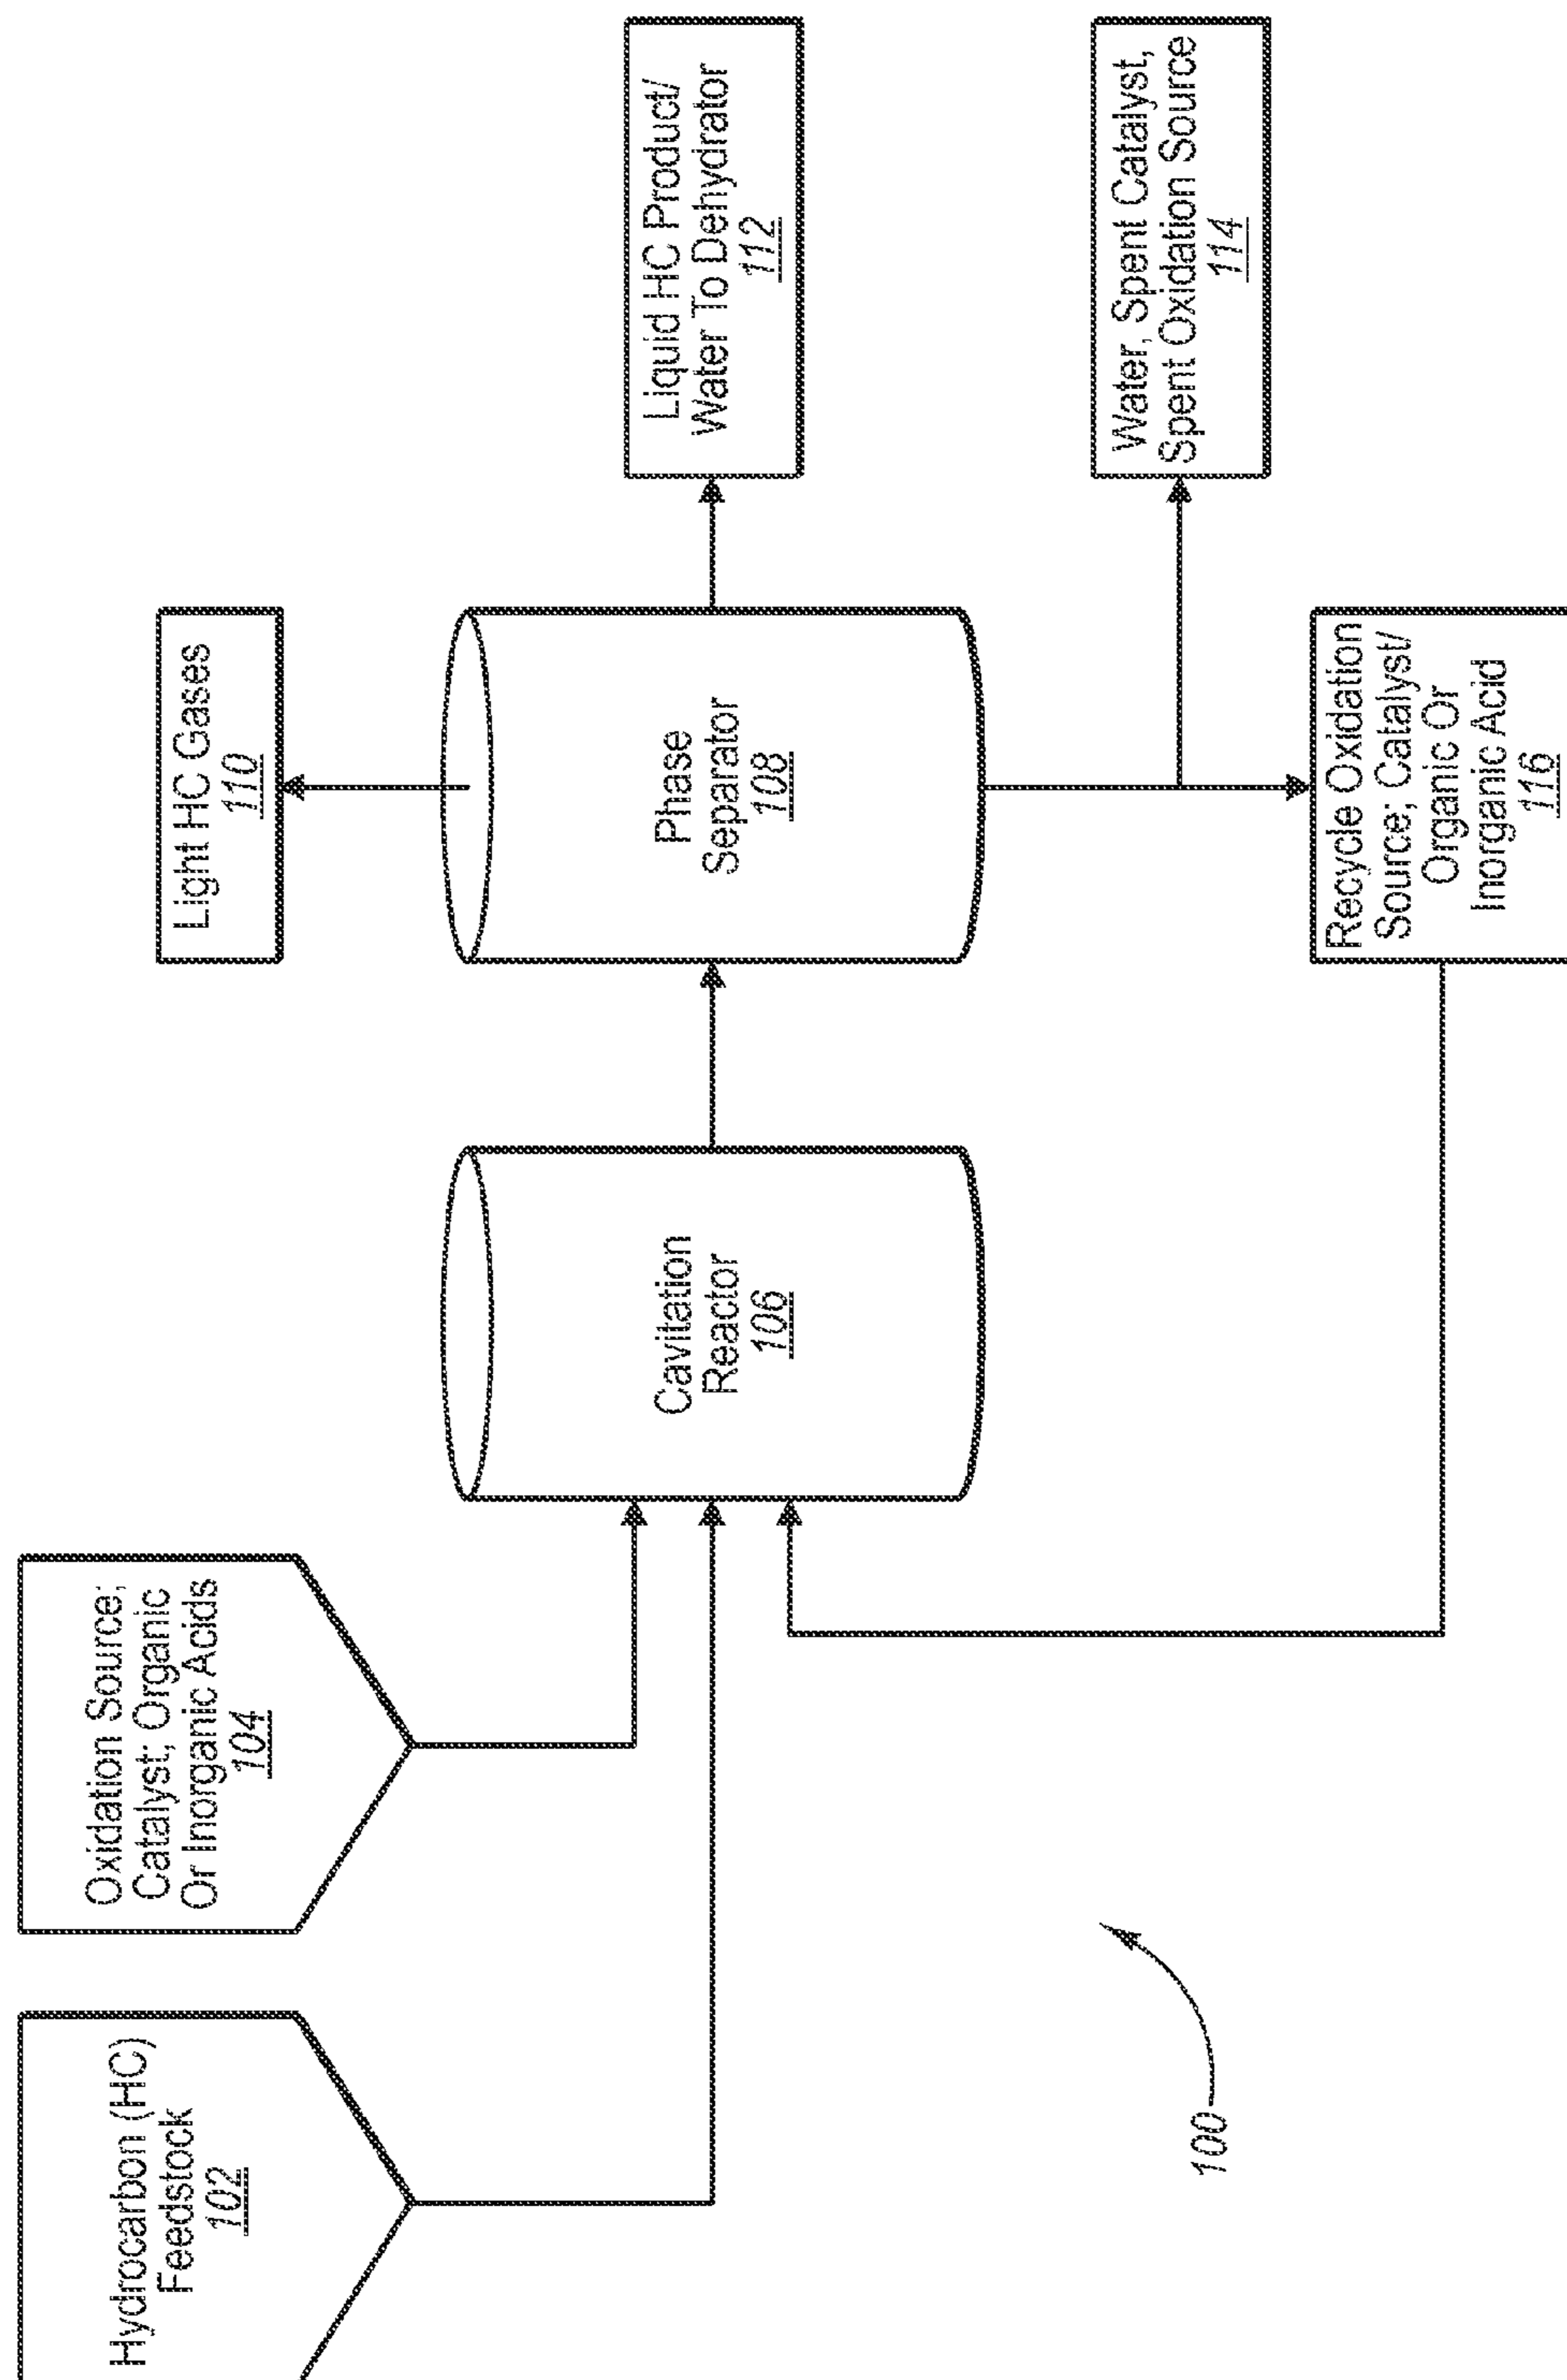 Hydrocarbon (HC)
Feedstock
102
Oxidation Source;
Catalyst; Organic
Or Inorganic Acids
104
Cavitation
Reactor
106
Phase
Separator
108
Light HC Gases
110
Liquid HC Product/
Water To Dehydrator
112
Water, Spent Catalyst,
Spent Oxidation Source
114
Recycle Oxidation
Source; Catalyst/
Organic Or
Inorganic Acid
116
100